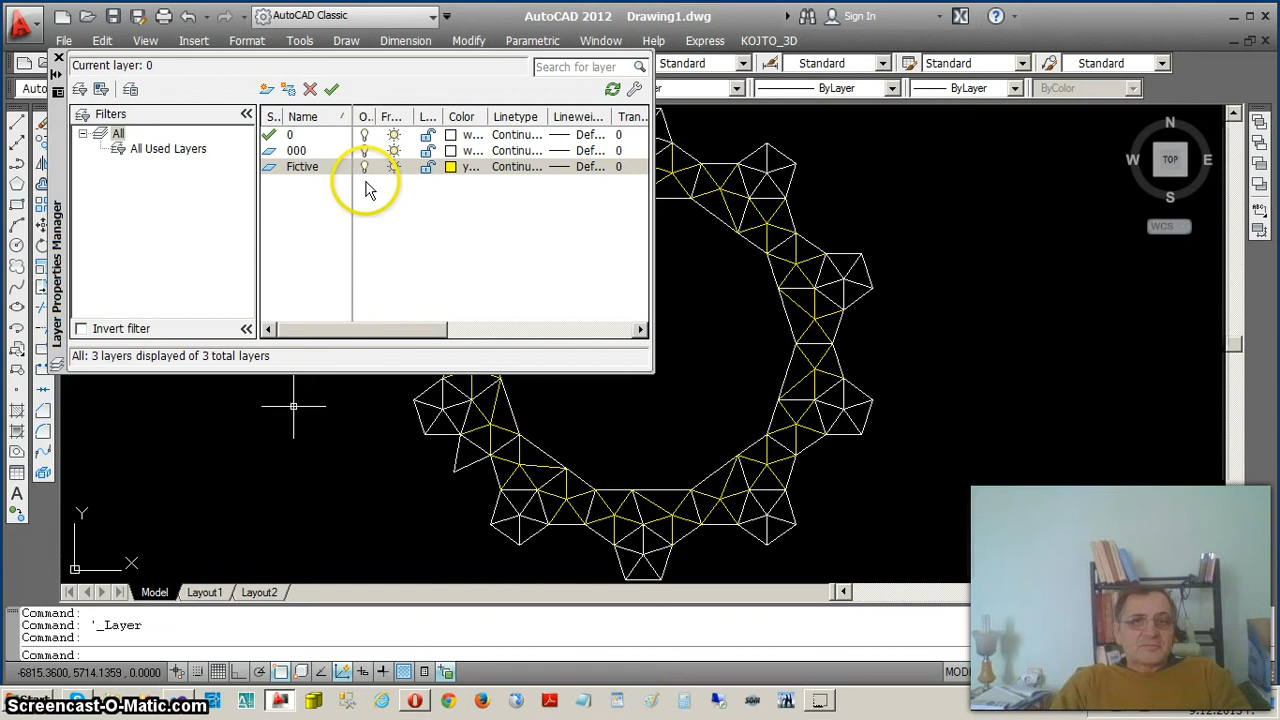 AutoCAD Classic
AutoCAD 2012 Drawing1.dwg
Sign In
File Edit View Insert Format Tools Draw Dimension Modify Parametric Window Help Express KOJTO_3D
Current layer: 0
Search for layer
Standard Standard Standard
Auto
ByLayer ByLayer ByColor
Filters
S.. Name O.. Fr... L... Color Linetype Linewei... Tran...
All
0 w... Continu... Def... 0
All Used Layers
000 w... Continu... Def... 0
Fictive y... Continu... Def... 0
N
W TOP E
S
WCS
Layer Properties Manager
Invert filter
All: 3 layers displayed of 3 total layers
Y
X
Model Layout1 Layout2
Command:
Command: '_Layer
Command:
Command:
-6815.3600, 5714.1359, 0.0000
MODE
Start
Screencast-O-Matic.com